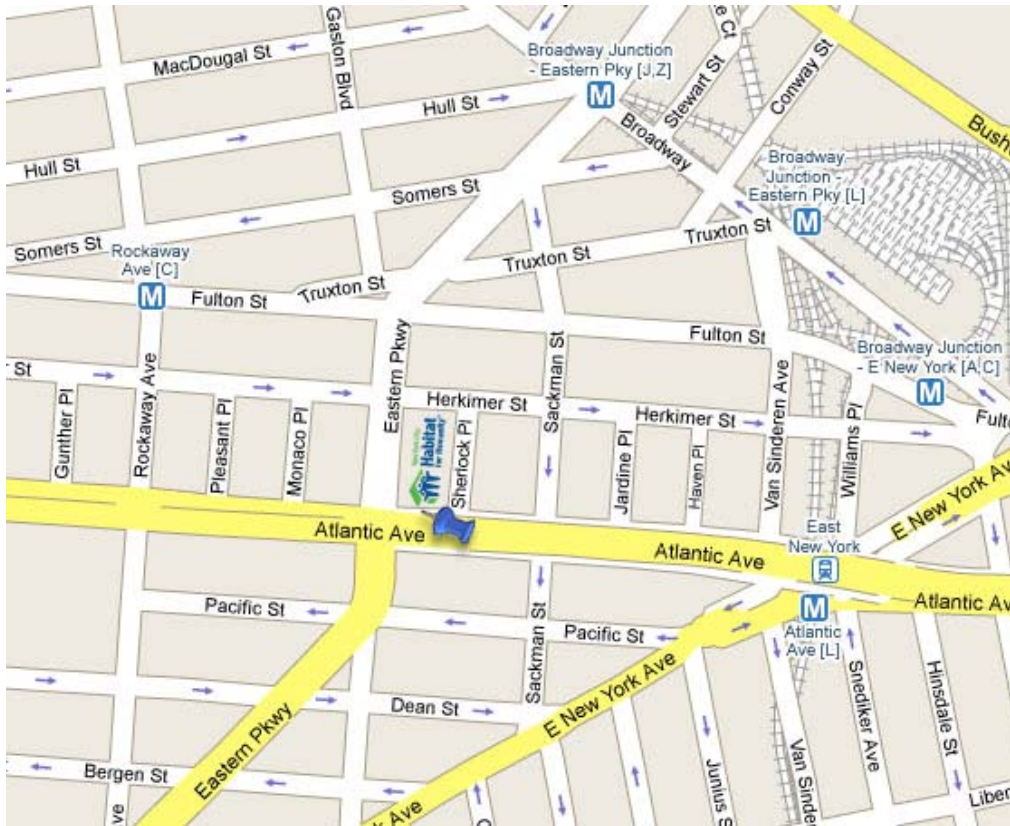 Gaston Blvd
MacDougal St
Broadway Junction
- Eastern Pky [J,Z]
e Ct
Stewart St
Conway St
Bush
Hull St
Hull St
Broadway
Broadway
Junction -
Eastern Pky [L]
Somers St
Somers St
Rockaway
Ave [C]
Truxton St
Truxton St
Truxton St
Fulton St
Fulton St
Broadway Junction
- E New York [A,C]
Fulto
r St
Gunther Pl
Rockaway Ave
Pleasant Pl
Monaco Pl
Eastern Pkwy
Habitat
for Humanity
Sherlock Pl
Herkimer St
Sackman St
Herkimer St
Jardine Pl
Haven Pl
Van Sinderen Ave
Williams Pl
E New York Av
Atlantic Ave
Atlantic Ave
East
New York
Atlantic Av
Atlantic
Ave [L]
Pacific St
Pacific St
Sackman St
Dean St
E New York Ave
Eastern Pkwy
Bergen St
Ave
k Ave
Junius S
Van Sinde
Snediker Ave
Hinsdale St
Liber